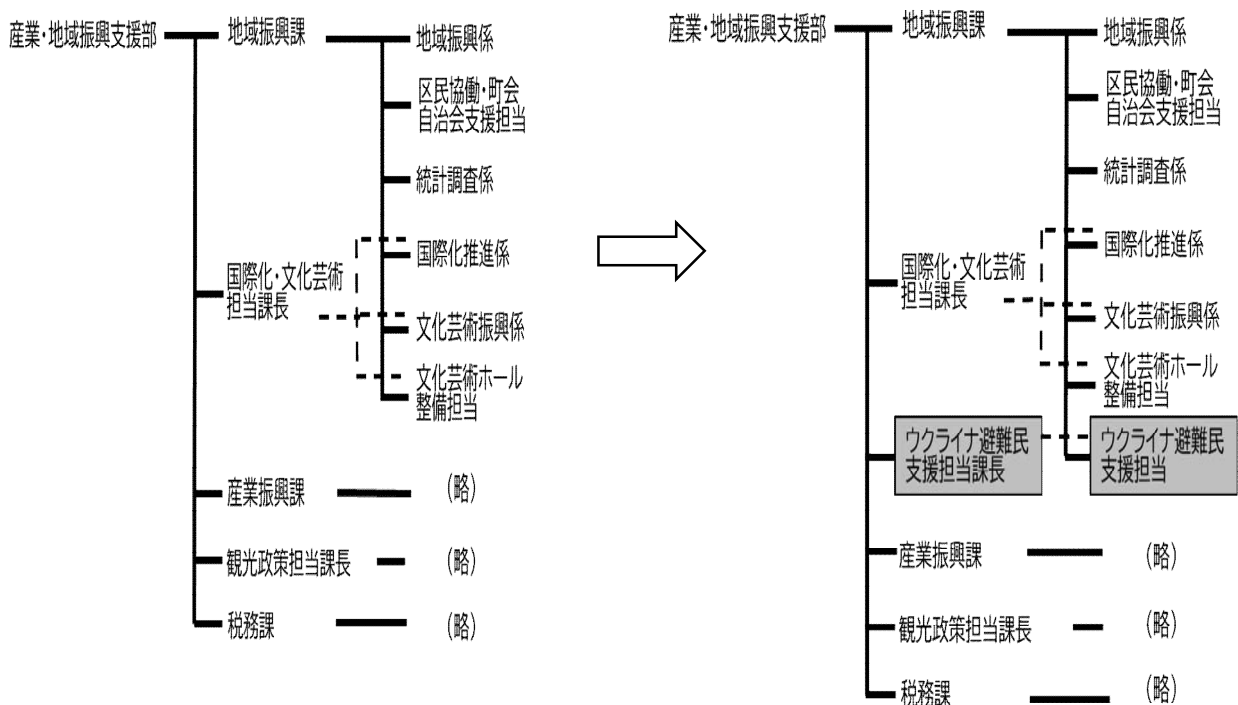 産業・地域振興支援部
地域振興課
地域振興係
区民協働・町会
自治会支援担当
統計調査係
国際化推進係
国際化・文化芸術
担当課長
文化芸術振興係
文化芸術ホール
整備担当
産業振興課
(略)
観光政策担当課長
(略)
税務課
(略)
産業・地域振興支援部
地域振興課
地域振興係
区民協働・町会
自治会支援担当
統計調査係
国際化推進係
国際化・文化芸術
担当課長
文化芸術振興係
文化芸術ホール
整備担当
ウクライナ避難民
支援担当課長
ウクライナ避難民
支援担当
産業振興課
(略)
観光政策担当課長
(略)
税務課
(略)